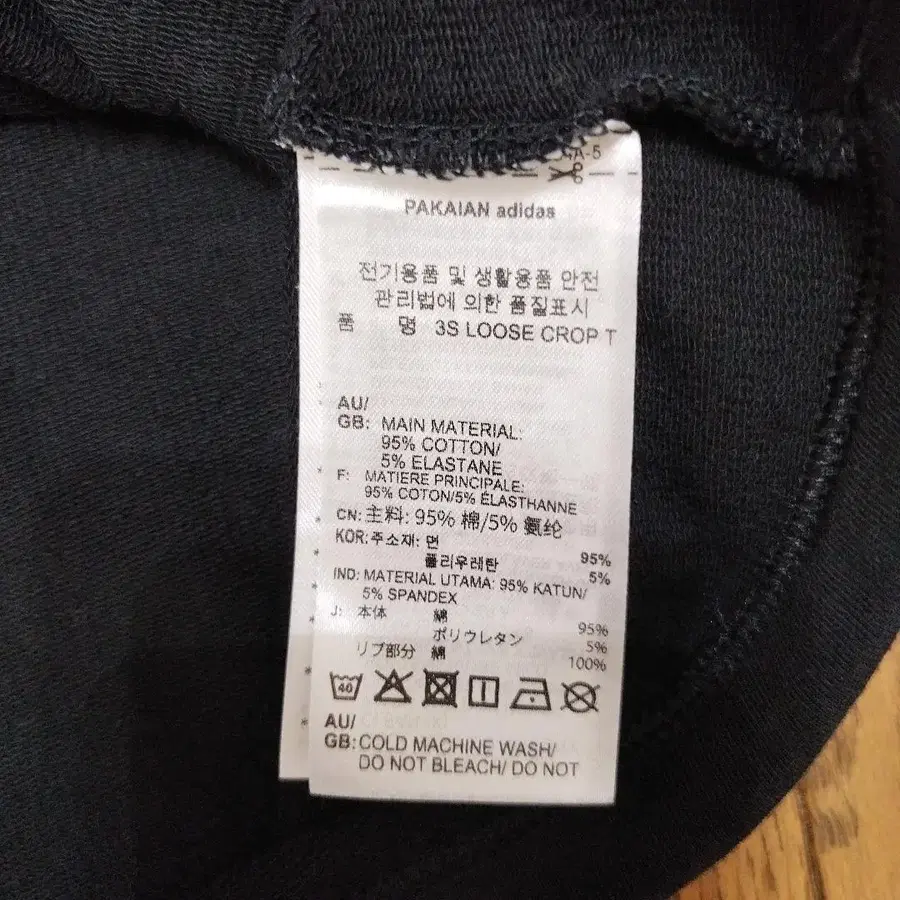 4A-5
PAKAIAN adidas
전기용품 및 생활용품 안전
관리법에 의한 품질표시
품 명 3S LOOSE CROP T
AU/
GB: MAIN MATERIAL:
95% COTTON/
5% ELASTANE
F: MATIERE PRINCIPALE:
95% COTON/5% ÉLASTHANNE
CN: 主料: 95% 棉/5% 氨纶
KOR: 주소재: 면 95%
폴리우레탄 5%
IND: MATERIAL UTAMA: 95% KATUN/
5% SPANDEX
J: 本体 綿 95%
ポリウレタン 5%
リブ部分 綿 100%
40
AU/
GB: COLD MACHINE WASH/
DO NOT BLEACH/ DO NOT